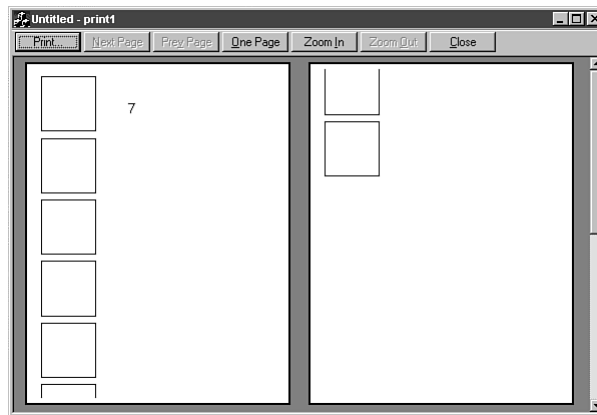 Untitled - print1
Print... Next Page Prev Page One Page Zoom In Zoom Out Close
7